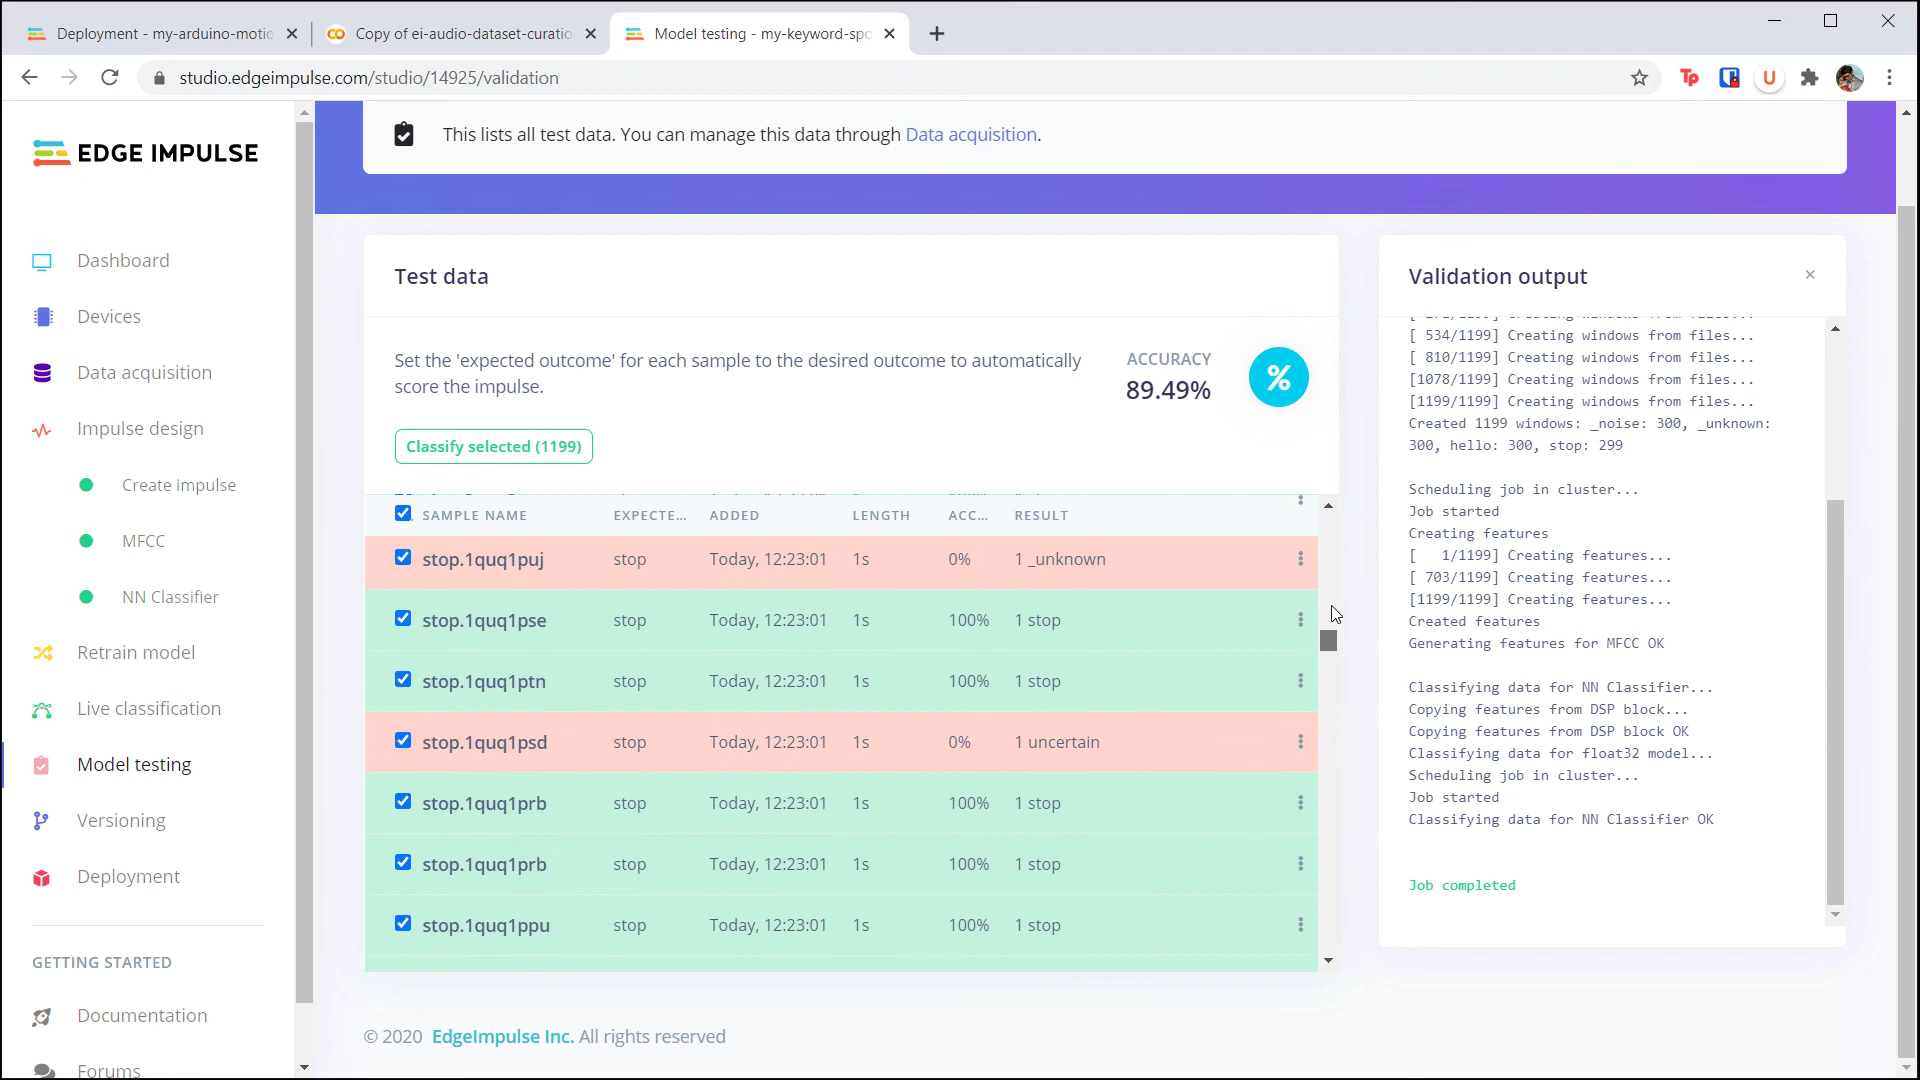 Deployment - my-arduino-motio
Copy of ei-audio-dataset-curatio
Model testing - my-keyword-spo
studio.edgeimpulse.com/studio/14925/validation
Tp
U
This lists all test data. You can manage this data through Data acquisition.
EDGE IMPULSE
Dashboard
Devices
Data acquisition
Impulse design
Create impulse
MFCC
NN Classifier
Retrain model
Live classification
Model testing
Versioning
Deployment
GETTING STARTED
Documentation
Forums
Test data
Set the 'expected outcome' for each sample to the desired outcome to automatically
score the impulse.
ACCURACY
89.49%
%
Classify selected (1199)
SAMPLE NAME EXPECTE... ADDED LENGTH ACC... RESULT
stop.1quq1puj stop Today, 12:23:01 1s 0% 1 _unknown
stop.1quq1pse stop Today, 12:23:01 1s 100% 1 stop
stop.1quq1ptn stop Today, 12:23:01 1s 100% 1 stop
stop.1quq1psd stop Today, 12:23:01 1s 0% 1 uncertain
stop.1quq1prb stop Today, 12:23:01 1s 100% 1 stop
stop.1quq1prb stop Today, 12:23:01 1s 100% 1 stop
stop.1quq1ppu stop Today, 12:23:01 1s 100% 1 stop
Validation output
[ 534/1199] Creating windows from files...
[ 810/1199] Creating windows from files...
[1078/1199] Creating windows from files...
[1199/1199] Creating windows from files...
Created 1199 windows: _noise: 300, _unknown:
300, hello: 300, stop: 299
Scheduling job in cluster...
Job started
Creating features
[   1/1199] Creating features...
[ 703/1199] Creating features...
[1199/1199] Creating features...
Created features
Generating features for MFCC OK
Classifying data for NN Classifier...
Copying features from DSP block...
Copying features from DSP block OK
Classifying data for float32 model...
Scheduling job in cluster...
Job started
Classifying data for NN Classifier OK
Job completed
© 2020 EdgeImpulse Inc. All rights reserved